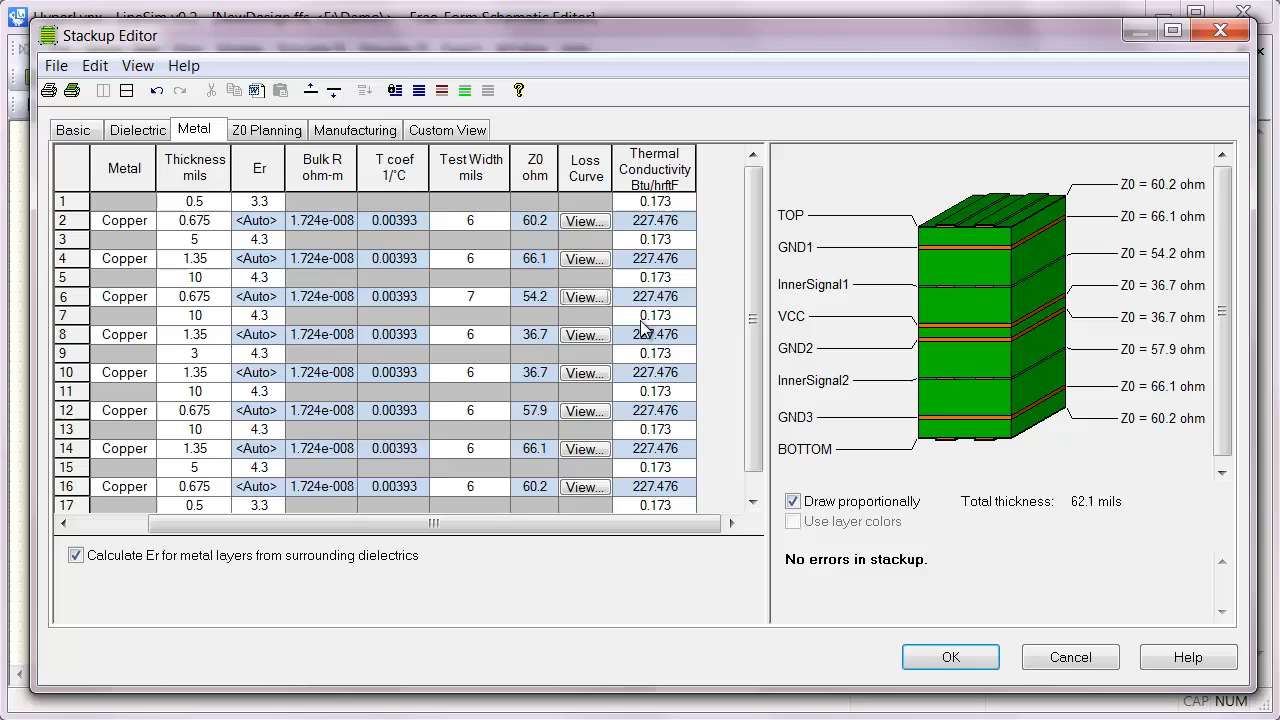 HyperLynx - LineSim v9.2 - [NewDesign.ffs <E:\Demo\> - Free-Form Schematic Editor]
Stackup Editor
File Edit View Help
Basic Dielectric Metal Z0 Planning Manufacturing Custom View
Metal Thickness mils Er Bulk R ohm-m T coef 1/°C Test Width mils Z0 ohm Loss Curve Thermal Conductivity Btu/hrftF
1 0.5 3.3 0.173
2 Copper 0.675 <Auto> 1.724e-008 0.00393 6 60.2 View... 227.476
3 5 4.3 0.173
4 Copper 1.35 <Auto> 1.724e-008 0.00393 6 66.1 View... 227.476
5 10 4.3 0.173
6 Copper 0.675 <Auto> 1.724e-008 0.00393 7 54.2 View... 227.476
7 10 4.3 0.173
8 Copper 1.35 <Auto> 1.724e-008 0.00393 6 36.7 View... 227.476
9 3 4.3 0.173
10 Copper 1.35 <Auto> 1.724e-008 0.00393 6 36.7 View... 227.476
11 10 4.3 0.173
12 Copper 0.675 <Auto> 1.724e-008 0.00393 6 57.9 View... 227.476
13 10 4.3 0.173
14 Copper 1.35 <Auto> 1.724e-008 0.00393 6 66.1 View... 227.476
15 5 4.3 0.173
16 Copper 0.675 <Auto> 1.724e-008 0.00393 6 60.2 View... 227.476
17 0.5 3.3 0.173
Calculate Er for metal layers from surrounding dielectrics
TOP
GND1
InnerSignal1
VCC
GND2
InnerSignal2
GND3
BOTTOM
Z0 = 60.2 ohm
Z0 = 66.1 ohm
Z0 = 54.2 ohm
Z0 = 36.7 ohm
Z0 = 36.7 ohm
Z0 = 57.9 ohm
Z0 = 66.1 ohm
Z0 = 60.2 ohm
Draw proportionally Total thickness: 62.1 mils
Use layer colors
No errors in stackup.
OK Cancel Help
CAP NUM